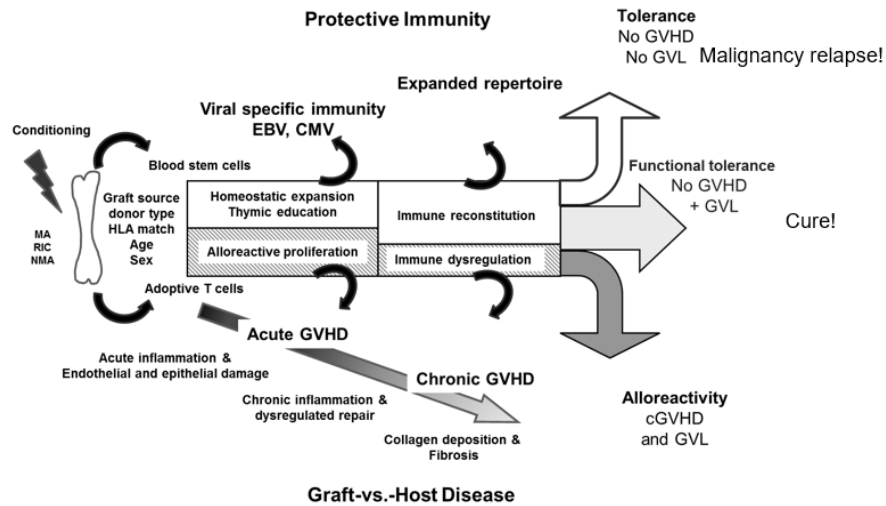 Protective Immunity
Tolerance
No GVHD
No GVL
Malignancy relapse!
Expanded repertoire
Viral specific immunity
EBV, CMV
Conditioning
Blood stem cells
Functional tolerance
No GVHD
+ GVL
Cure!
MA
RIC
NMA
Graft source
donor type
HLA match
Age
Sex
Homeostatic expansion
Thymic education
Immune reconstitution
Alloreactive proliferation
Immune dysregulation
Adoptive T cells
Acute GVHD
Acute inflammation &
Endothelial and epithelial damage
Chronic GVHD
Chronic inflammation &
dysregulated repair
Alloreactivity
cGVHD
and GVL
Collagen deposition &
Fibrosis
Graft-vs.-Host Disease